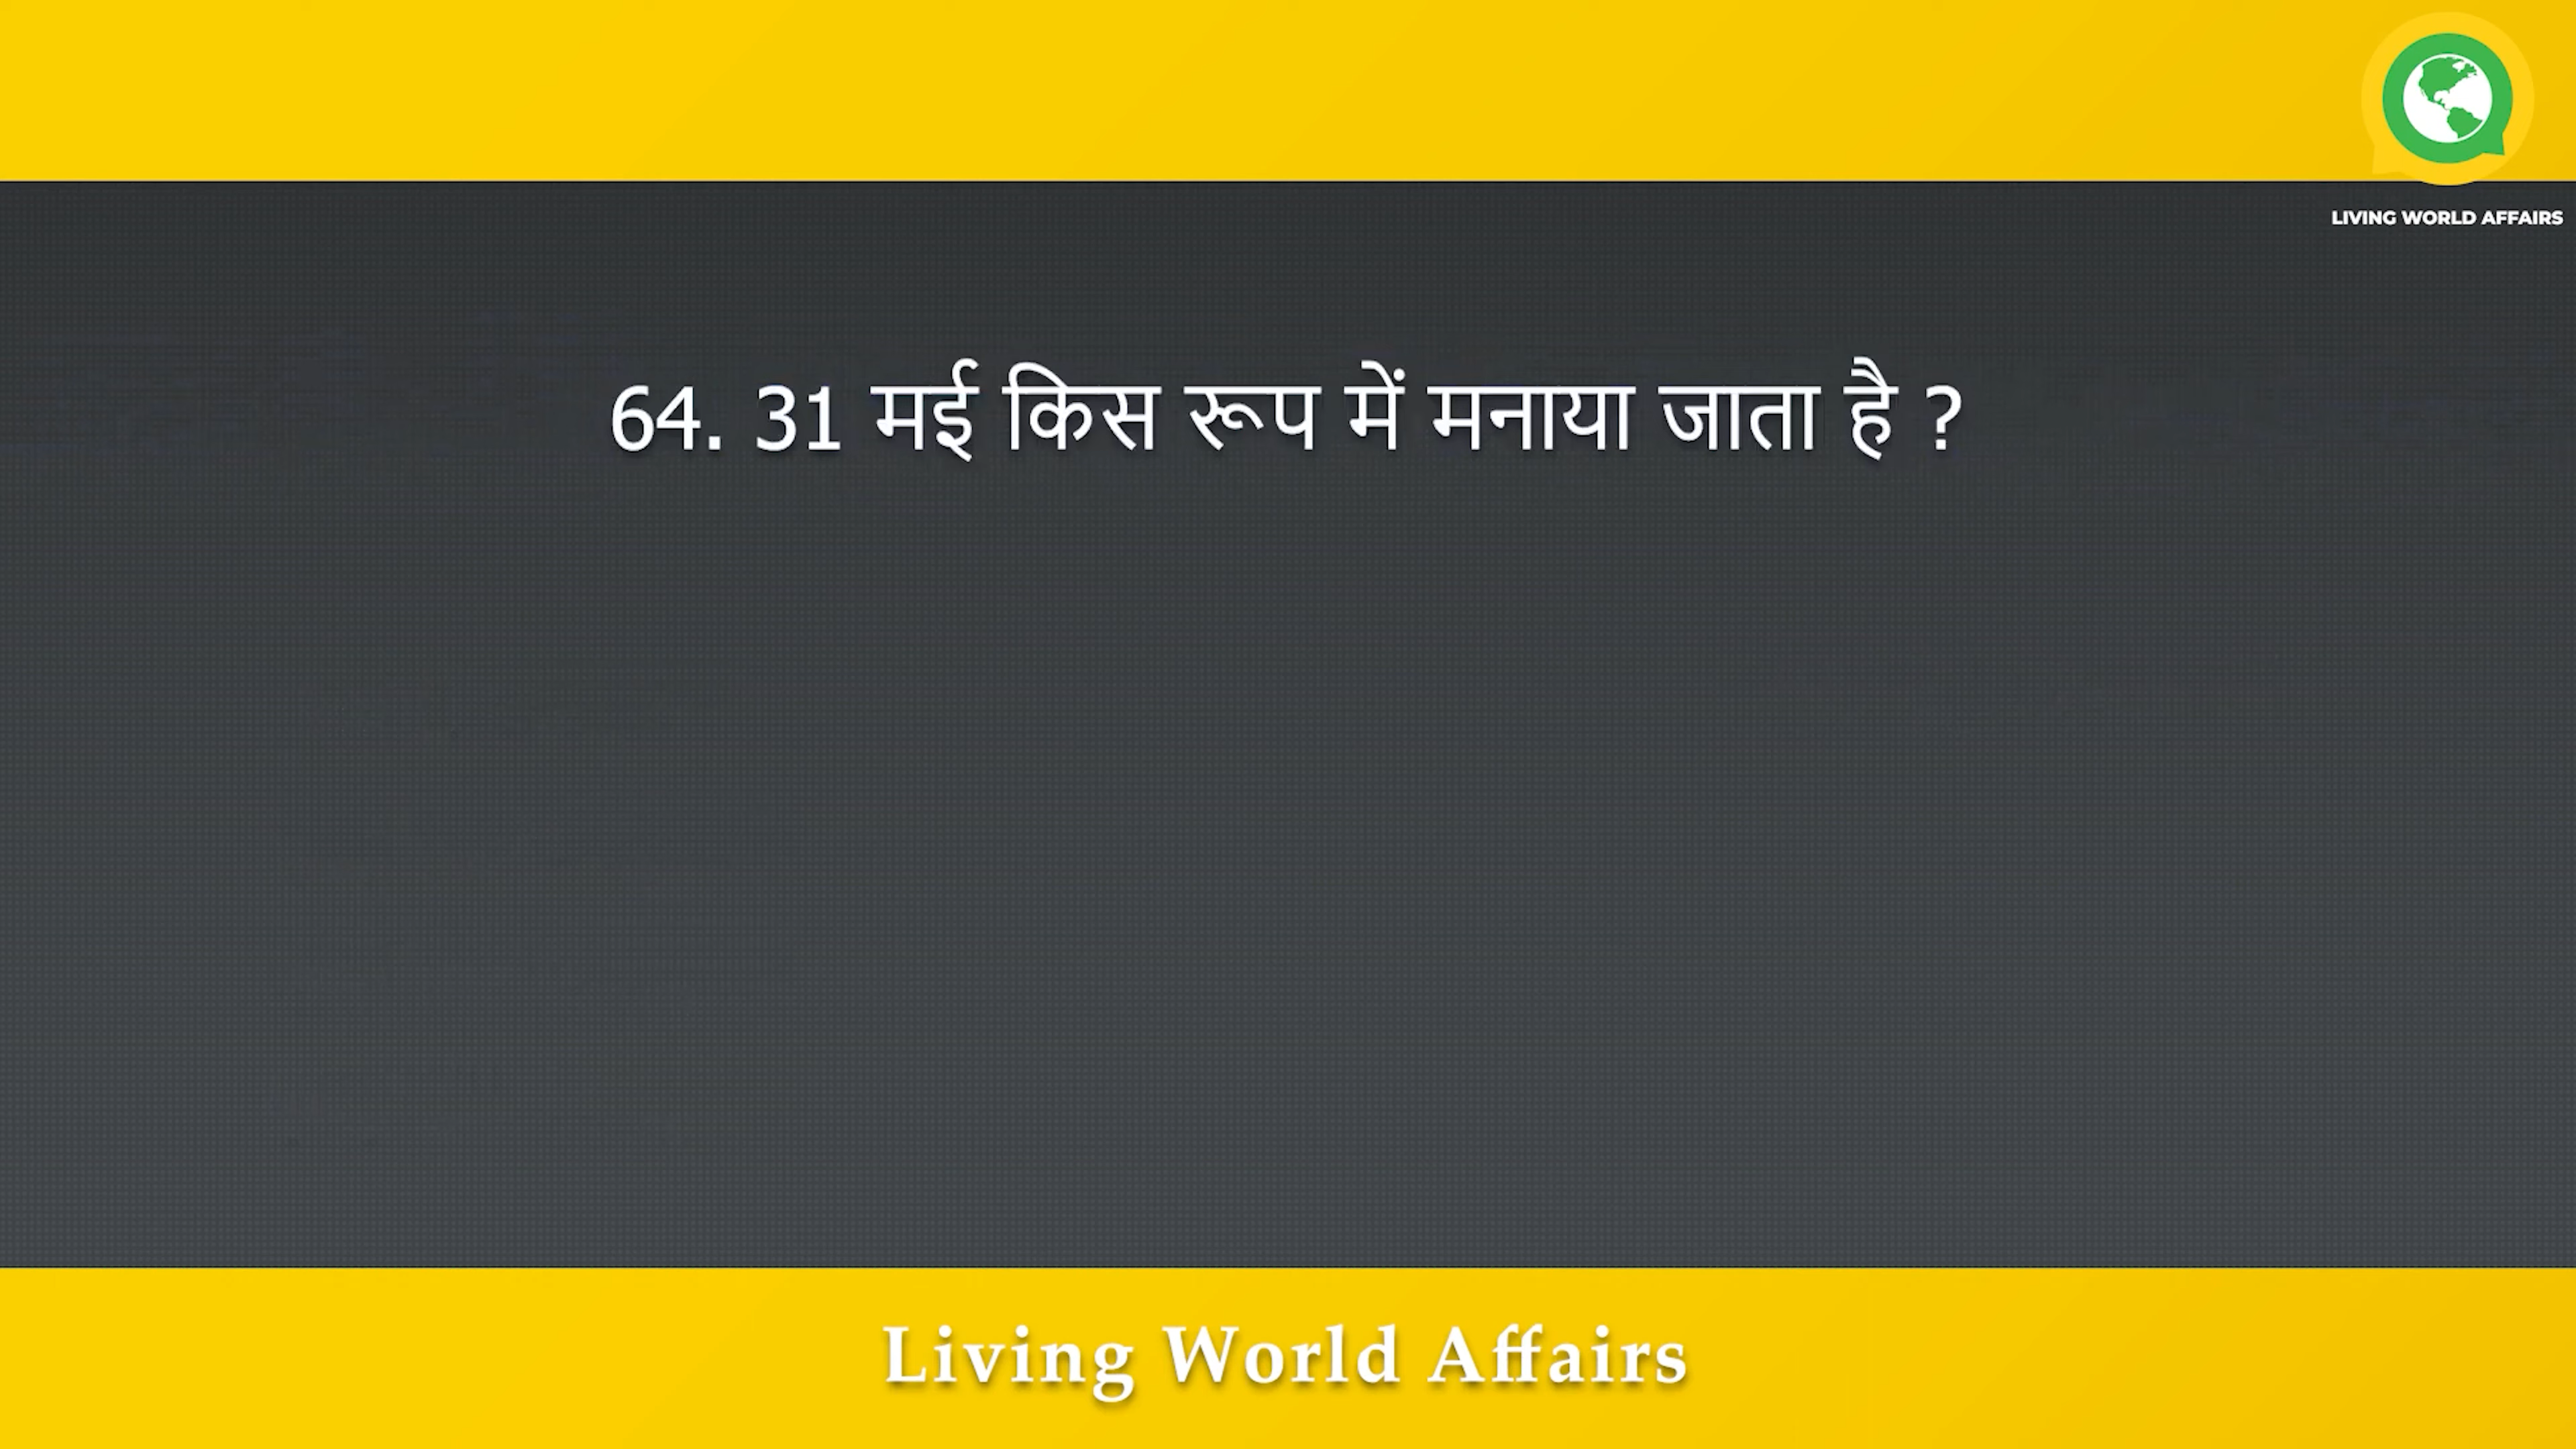 LIVING WORLD AFFAIRS
64. 31 मई किस रूप में मनाया जाता है ?
Living World Affairs